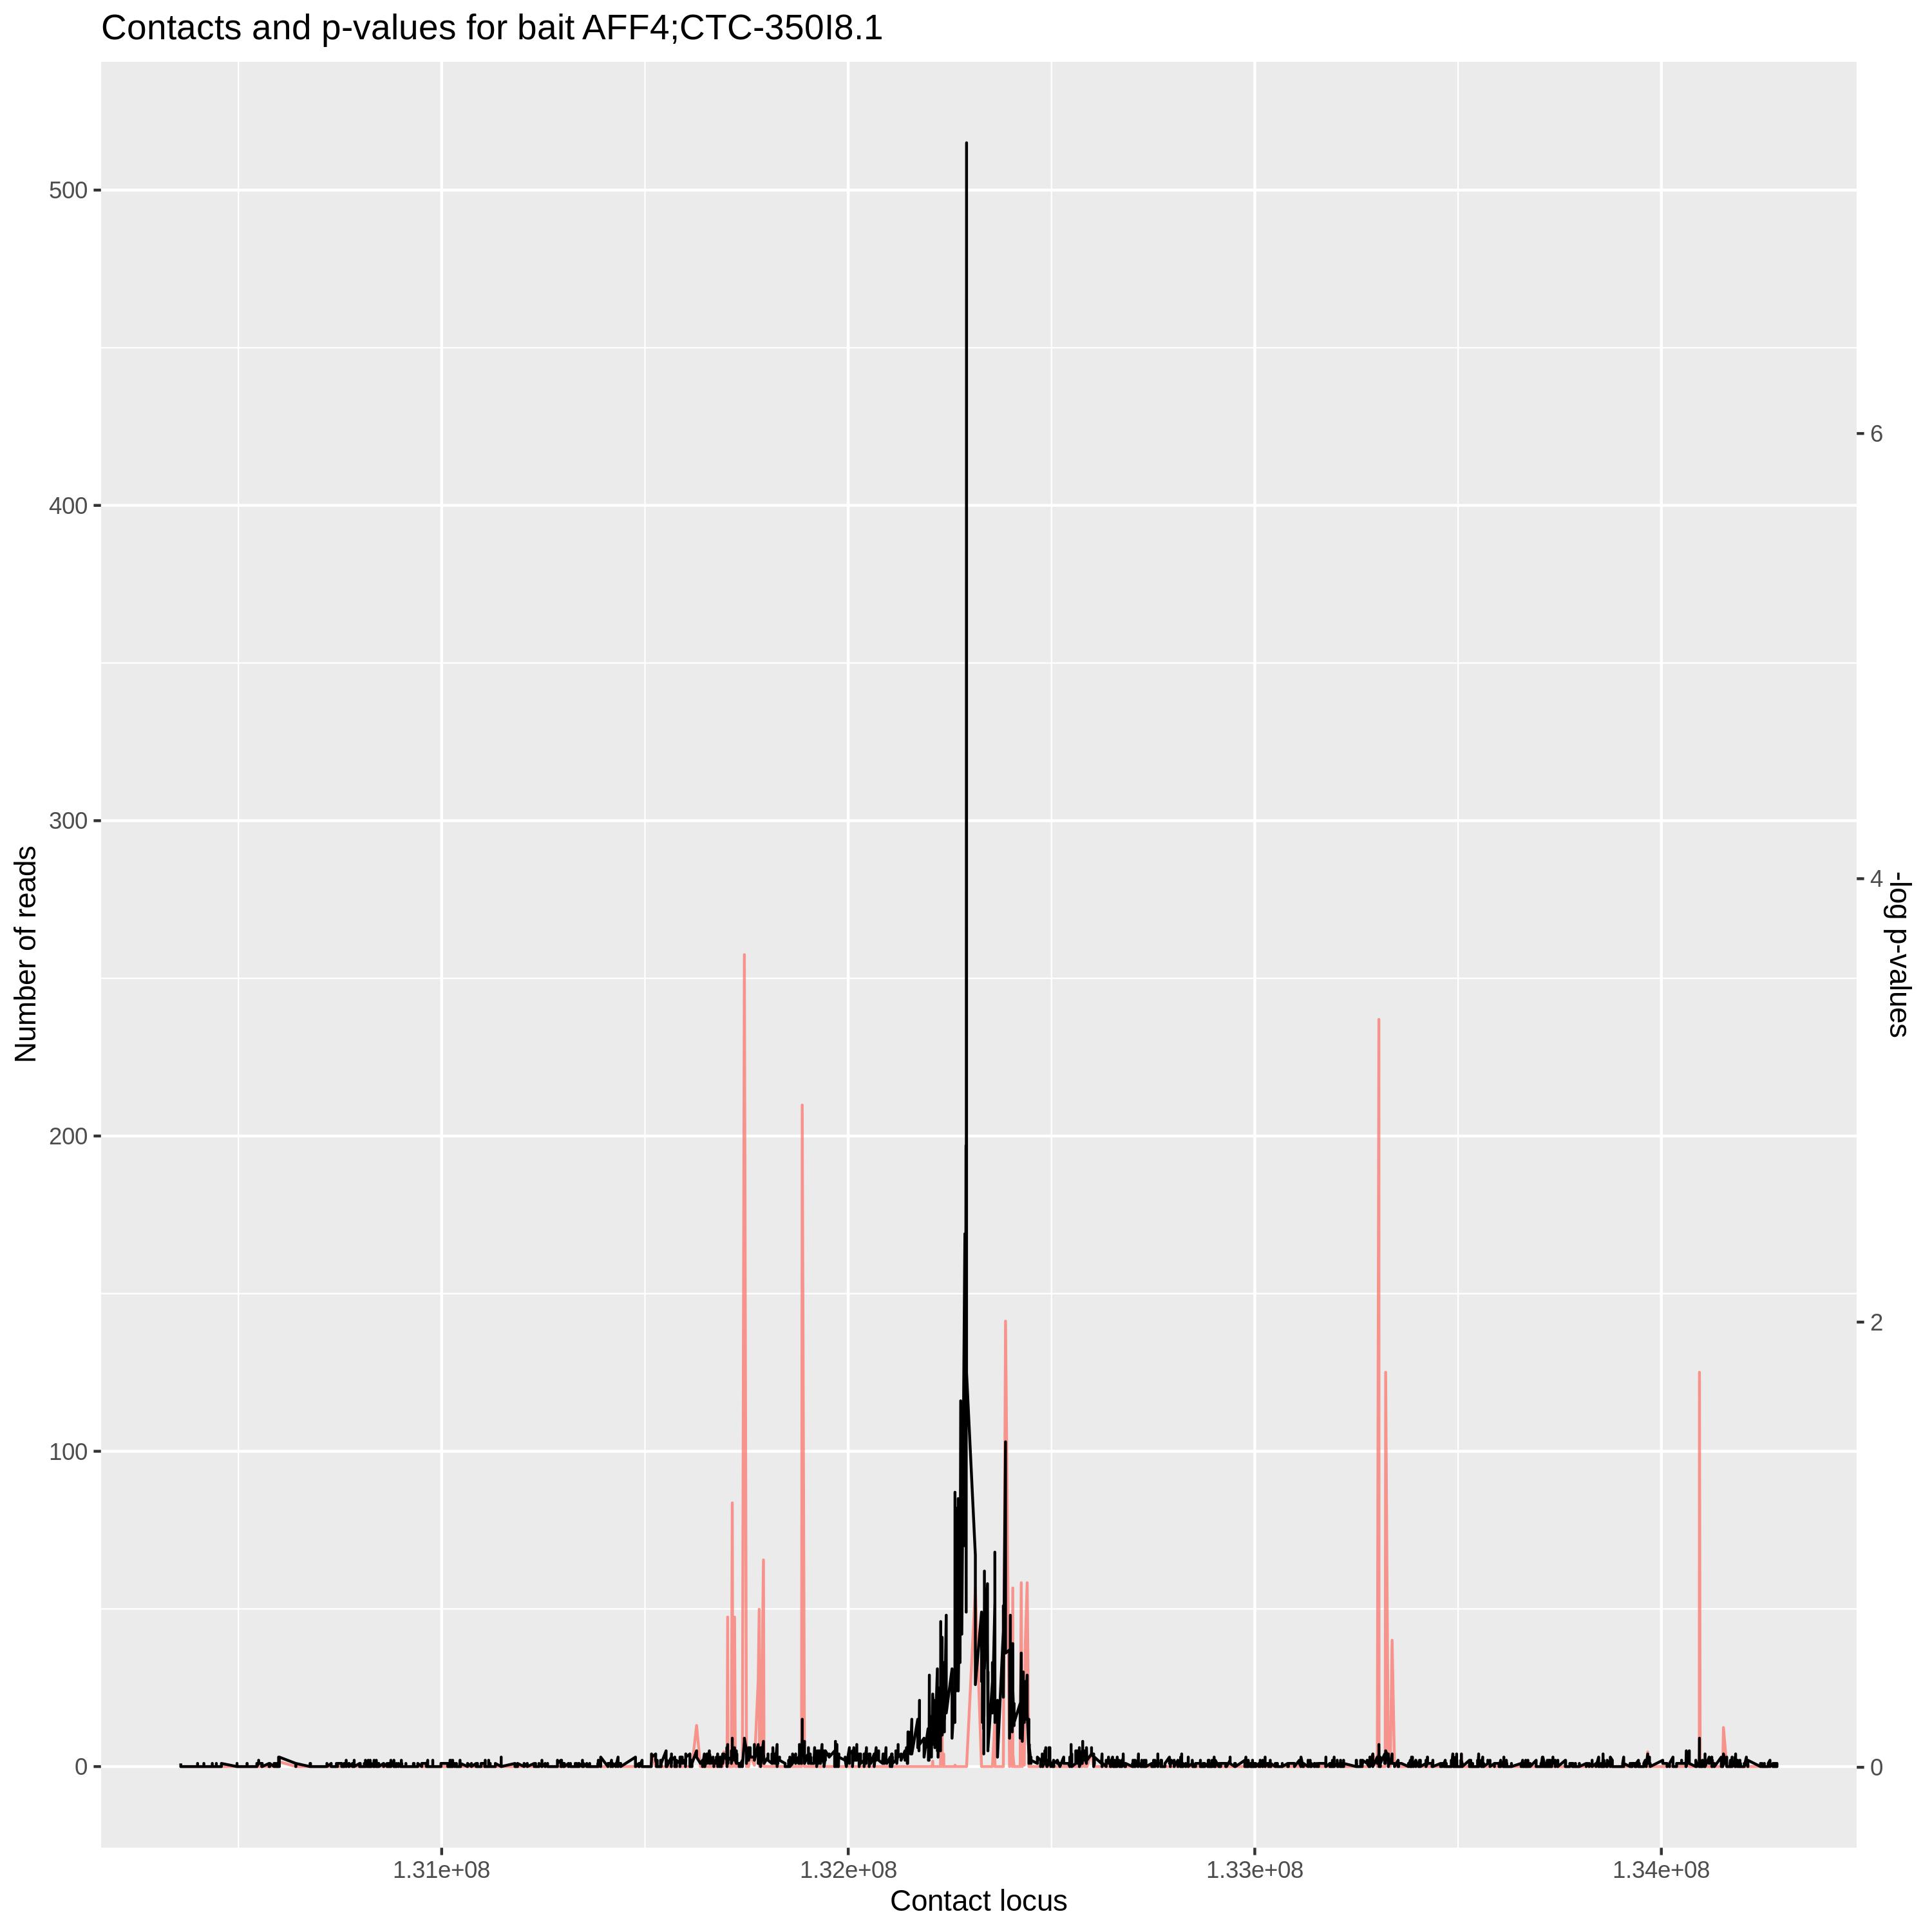 Contacts and p-values for bait AFF4;CTC-350I8.1
Number of reads
500
400
300
200
100
0
6
4
2
0
-log p-values
1.31e+08
1.32e+08
1.33e+08
1.34e+08
Contact locus